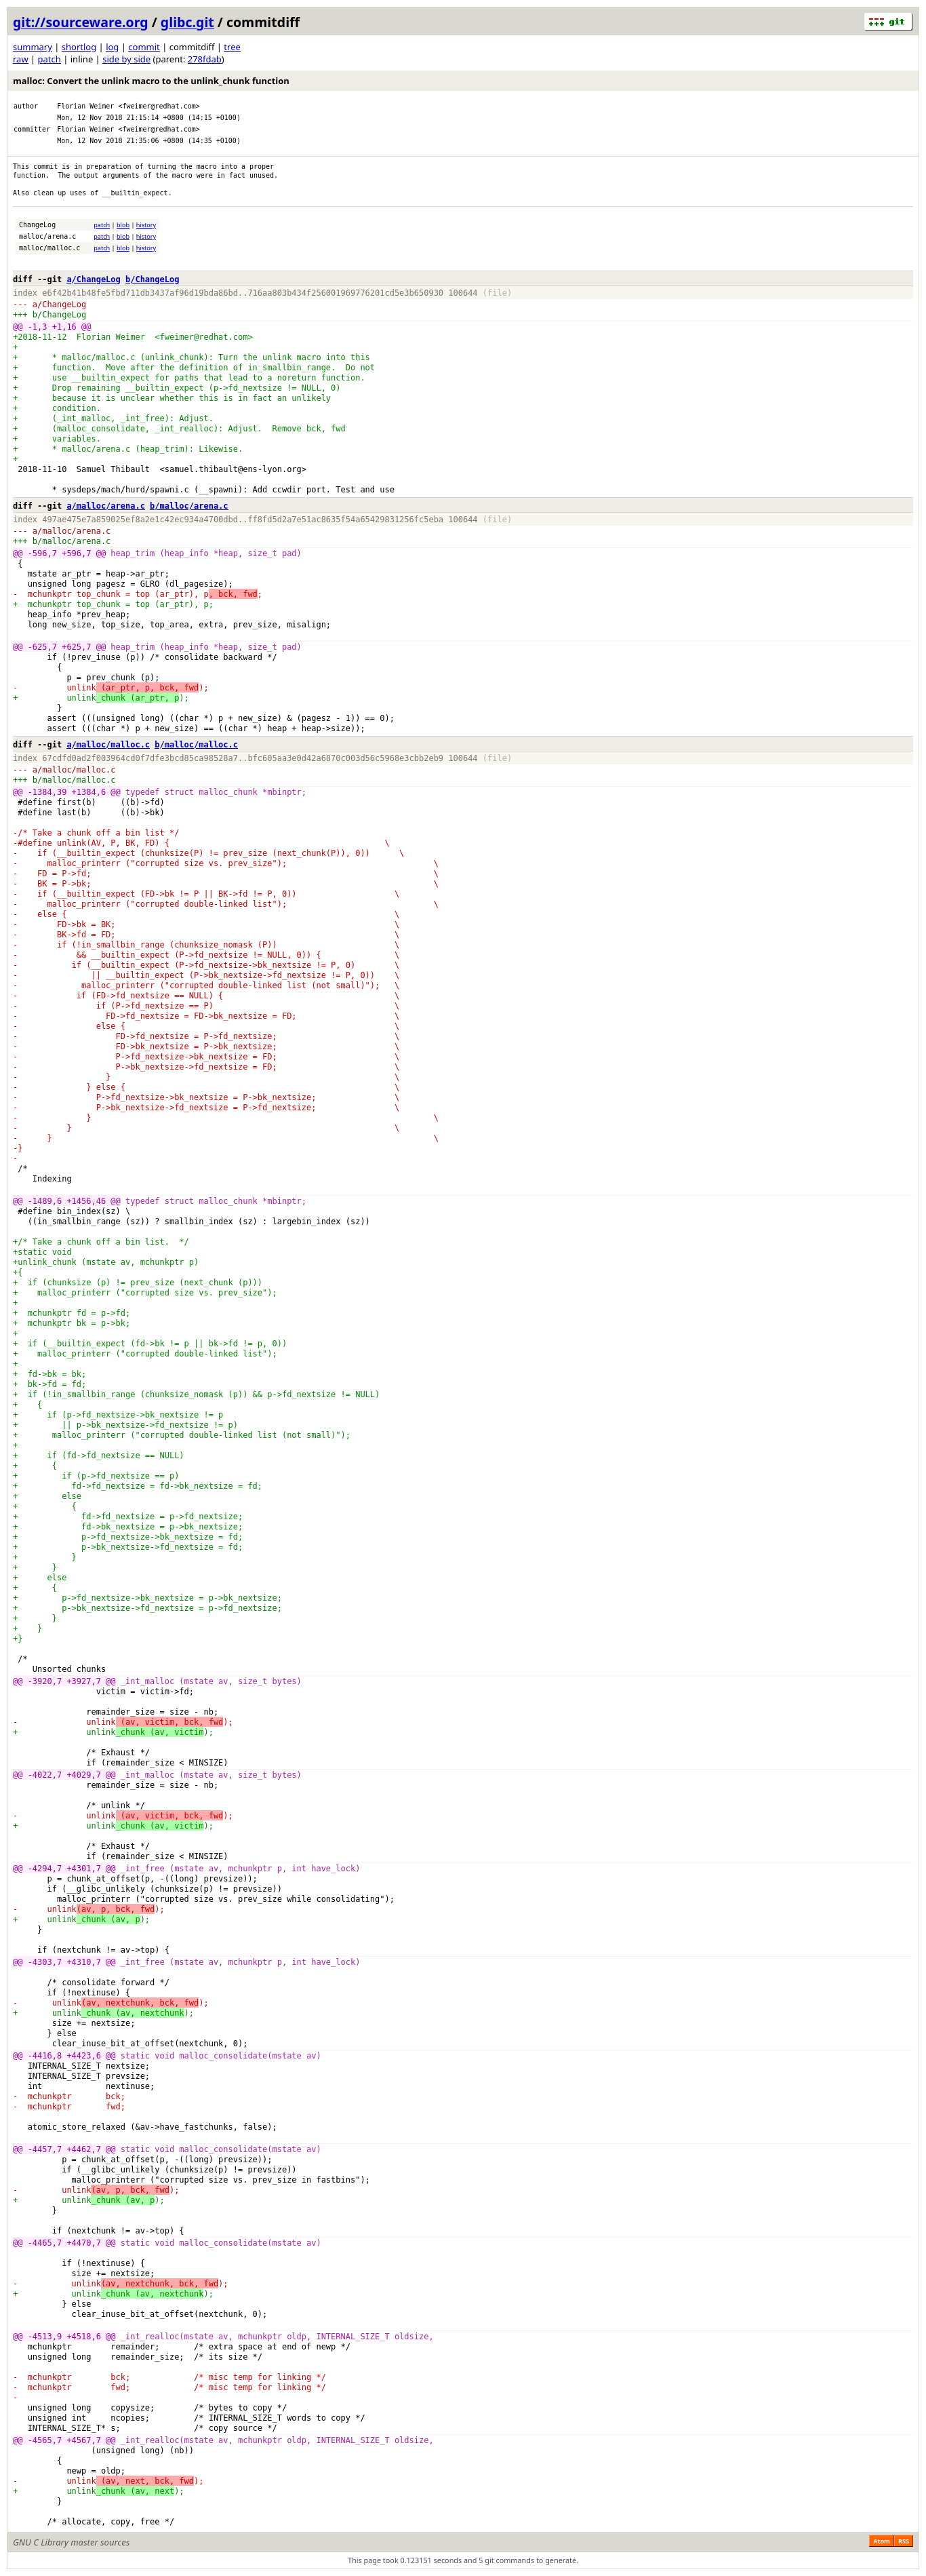 git://sourceware.org / glibc.git / commitdiff
git
summary | shortlog | log | commit | commitdiff | tree
raw | patch | inline | side by side (parent: 278fdab)
malloc: Convert the unlink macro to the unlink_chunk function
author Florian Weimer <fweimer@redhat.com>
Mon, 12 Nov 2018 21:15:14 +0800 (14:15 +0100)
committer Florian Weimer <fweimer@redhat.com>
Mon, 12 Nov 2018 21:35:06 +0800 (14:35 +0100)
This commit is in preparation of turning the macro into a proper
function.  The output arguments of the macro were in fact unused.
Also clean up uses of __builtin_expect.
ChangeLog patch | blob | history
malloc/arena.c patch | blob | history
malloc/malloc.c patch | blob | history
diff --git a/ChangeLog b/ChangeLog
index e6f42b41b48fe5fbd711db3437af96d19bda86bd..716aa803b434f256001969776201cd5e3b650930 100644 (file)
--- a/ChangeLog
+++ b/ChangeLog
@@ -1,3 +1,16 @@
+2018-11-12  Florian Weimer  <fweimer@redhat.com>
+
+       * malloc/malloc.c (unlink_chunk): Turn the unlink macro into this
+       function.  Move after the definition of in_smallbin_range.  Do not
+       use __builtin_expect for paths that lead to a noreturn function.
+       Drop remaining __builtin_expect (p->fd_nextsize != NULL, 0)
+       because it is unclear whether this is in fact an unlikely
+       condition.
+       (_int_malloc, _int_free): Adjust.
+       (malloc_consolidate, _int_realloc): Adjust.  Remove bck, fwd
+       variables.
+       * malloc/arena.c (heap_trim): Likewise.
+
 2018-11-10  Samuel Thibault  <samuel.thibault@ens-lyon.org>
        * sysdeps/mach/hurd/spawni.c (__spawni): Add ccwdir port. Test and use
diff --git a/malloc/arena.c b/malloc/arena.c
index 497ae475e7a859025ef8a2e1c42ec934a4700dbd..ff8fd5d2a7e51ac8635f54a65429831256fc5eba 100644 (file)
--- a/malloc/arena.c
+++ b/malloc/arena.c
@@ -596,7 +596,7 @@ heap_trim (heap_info *heap, size_t pad)
 {
   mstate ar_ptr = heap->ar_ptr;
   unsigned long pagesz = GLRO (dl_pagesize);
-  mchunkptr top_chunk = top (ar_ptr), p, bck, fwd;
+  mchunkptr top_chunk = top (ar_ptr), p;
   heap_info *prev_heap;
   long new_size, top_size, top_area, extra, prev_size, misalign;
@@ -625,7 +625,7 @@ heap_trim (heap_info *heap, size_t pad)
       if (!prev_inuse (p)) /* consolidate backward */
         {
           p = prev_chunk (p);
-          unlink (ar_ptr, p, bck, fwd);
+          unlink_chunk (ar_ptr, p);
         }
       assert (((unsigned long) ((char *) p + new_size) & (pagesz - 1)) == 0);
       assert (((char *) p + new_size) == ((char *) heap + heap->size));
diff --git a/malloc/malloc.c b/malloc/malloc.c
index 67cdfd0ad2f003964cd0f7dfe3bcd85ca98528a7..bfc605aa3e0d42a6870c003d56c5968e3cbb2eb9 100644 (file)
--- a/malloc/malloc.c
+++ b/malloc/malloc.c
@@ -1384,39 +1384,6 @@ typedef struct malloc_chunk *mbinptr;
 #define first(b)     ((b)->fd)
 #define last(b)      ((b)->bk)
-/* Take a chunk off a bin list */
-#define unlink(AV, P, BK, FD) {                                            \
-    if (__builtin_expect (chunksize(P) != prev_size (next_chunk(P)), 0))      \
-      malloc_printerr ("corrupted size vs. prev_size");                              \
-    FD = P->fd;                                                                      \
-    BK = P->bk;                                                                      \
-    if (__builtin_expect (FD->bk != P || BK->fd != P, 0))                    \
-      malloc_printerr ("corrupted double-linked list");                              \
-    else {                                                                   \
-        FD->bk = BK;                                                         \
-        BK->fd = FD;                                                         \
-        if (!in_smallbin_range (chunksize_nomask (P))                        \
-            && __builtin_expect (P->fd_nextsize != NULL, 0)) {               \
-           if (__builtin_expect (P->fd_nextsize->bk_nextsize != P, 0)        \
-               || __builtin_expect (P->bk_nextsize->fd_nextsize != P, 0))    \
-             malloc_printerr ("corrupted double-linked list (not small)");   \
-            if (FD->fd_nextsize == NULL) {                                   \
-                if (P->fd_nextsize == P)                                     \
-                  FD->fd_nextsize = FD->bk_nextsize = FD;                    \
-                else {                                                       \
-                    FD->fd_nextsize = P->fd_nextsize;                        \
-                    FD->bk_nextsize = P->bk_nextsize;                        \
-                    P->fd_nextsize->bk_nextsize = FD;                        \
-                    P->bk_nextsize->fd_nextsize = FD;                        \
-                  }                                                          \
-              } else {                                                       \
-                P->fd_nextsize->bk_nextsize = P->bk_nextsize;                \
-                P->bk_nextsize->fd_nextsize = P->fd_nextsize;                \
-              }                                                                      \
-          }                                                                  \
-      }                                                                              \
-}
-
 /*
    Indexing
@@ -1489,6 +1456,46 @@ typedef struct malloc_chunk *mbinptr;
 #define bin_index(sz) \
   ((in_smallbin_range (sz)) ? smallbin_index (sz) : largebin_index (sz))
+/* Take a chunk off a bin list.  */
+static void
+unlink_chunk (mstate av, mchunkptr p)
+{
+  if (chunksize (p) != prev_size (next_chunk (p)))
+    malloc_printerr ("corrupted size vs. prev_size");
+
+  mchunkptr fd = p->fd;
+  mchunkptr bk = p->bk;
+
+  if (__builtin_expect (fd->bk != p || bk->fd != p, 0))
+    malloc_printerr ("corrupted double-linked list");
+
+  fd->bk = bk;
+  bk->fd = fd;
+  if (!in_smallbin_range (chunksize_nomask (p)) && p->fd_nextsize != NULL)
+    {
+      if (p->fd_nextsize->bk_nextsize != p
+         || p->bk_nextsize->fd_nextsize != p)
+       malloc_printerr ("corrupted double-linked list (not small)");
+
+      if (fd->fd_nextsize == NULL)
+       {
+         if (p->fd_nextsize == p)
+           fd->fd_nextsize = fd->bk_nextsize = fd;
+         else
+           {
+             fd->fd_nextsize = p->fd_nextsize;
+             fd->bk_nextsize = p->bk_nextsize;
+             p->fd_nextsize->bk_nextsize = fd;
+             p->bk_nextsize->fd_nextsize = fd;
+           }
+       }
+      else
+       {
+         p->fd_nextsize->bk_nextsize = p->bk_nextsize;
+         p->bk_nextsize->fd_nextsize = p->fd_nextsize;
+       }
+    }
+}
 /*
    Unsorted chunks
@@ -3920,7 +3927,7 @@ _int_malloc (mstate av, size_t bytes)
                 victim = victim->fd;
               remainder_size = size - nb;
-              unlink (av, victim, bck, fwd);
+              unlink_chunk (av, victim);
               /* Exhaust */
               if (remainder_size < MINSIZE)
@@ -4022,7 +4029,7 @@ _int_malloc (mstate av, size_t bytes)
               remainder_size = size - nb;
               /* unlink */
-              unlink (av, victim, bck, fwd);
+              unlink_chunk (av, victim);
               /* Exhaust */
               if (remainder_size < MINSIZE)
@@ -4294,7 +4301,7 @@ _int_free (mstate av, mchunkptr p, int have_lock)
       p = chunk_at_offset(p, -((long) prevsize));
       if (__glibc_unlikely (chunksize(p) != prevsize))
         malloc_printerr ("corrupted size vs. prev_size while consolidating");
-      unlink(av, p, bck, fwd);
+      unlink_chunk (av, p);
     }
     if (nextchunk != av->top) {
@@ -4303,7 +4310,7 @@ _int_free (mstate av, mchunkptr p, int have_lock)
       /* consolidate forward */
       if (!nextinuse) {
-       unlink(av, nextchunk, bck, fwd);
+       unlink_chunk (av, nextchunk);
        size += nextsize;
       } else
        clear_inuse_bit_at_offset(nextchunk, 0);
@@ -4416,8 +4423,6 @@ static void malloc_consolidate(mstate av)
   INTERNAL_SIZE_T nextsize;
   INTERNAL_SIZE_T prevsize;
   int             nextinuse;
-  mchunkptr       bck;
-  mchunkptr       fwd;
   atomic_store_relaxed (&av->have_fastchunks, false);
@@ -4457,7 +4462,7 @@ static void malloc_consolidate(mstate av)
          p = chunk_at_offset(p, -((long) prevsize));
          if (__glibc_unlikely (chunksize(p) != prevsize))
            malloc_printerr ("corrupted size vs. prev_size in fastbins");
-         unlink(av, p, bck, fwd);
+         unlink_chunk (av, p);
        }
        if (nextchunk != av->top) {
@@ -4465,7 +4470,7 @@ static void malloc_consolidate(mstate av)
          if (!nextinuse) {
            size += nextsize;
-           unlink(av, nextchunk, bck, fwd);
+           unlink_chunk (av, nextchunk);
          } else
            clear_inuse_bit_at_offset(nextchunk, 0);
@@ -4513,9 +4518,6 @@ _int_realloc(mstate av, mchunkptr oldp, INTERNAL_SIZE_T oldsize,
   mchunkptr        remainder;       /* extra space at end of newp */
   unsigned long    remainder_size;  /* its size */
-  mchunkptr        bck;             /* misc temp for linking */
-  mchunkptr        fwd;             /* misc temp for linking */
-
   unsigned long    copysize;        /* bytes to copy */
   unsigned int     ncopies;         /* INTERNAL_SIZE_T words to copy */
   INTERNAL_SIZE_T* s;               /* copy source */
@@ -4565,7 +4567,7 @@ _int_realloc(mstate av, mchunkptr oldp, INTERNAL_SIZE_T oldsize,
                (unsigned long) (nb))
         {
           newp = oldp;
-          unlink (av, next, bck, fwd);
+          unlink_chunk (av, next);
         }
       /* allocate, copy, free */
GNU C Library master sources
Atom RSS
This page took 0.123151 seconds and 5 git commands to generate.